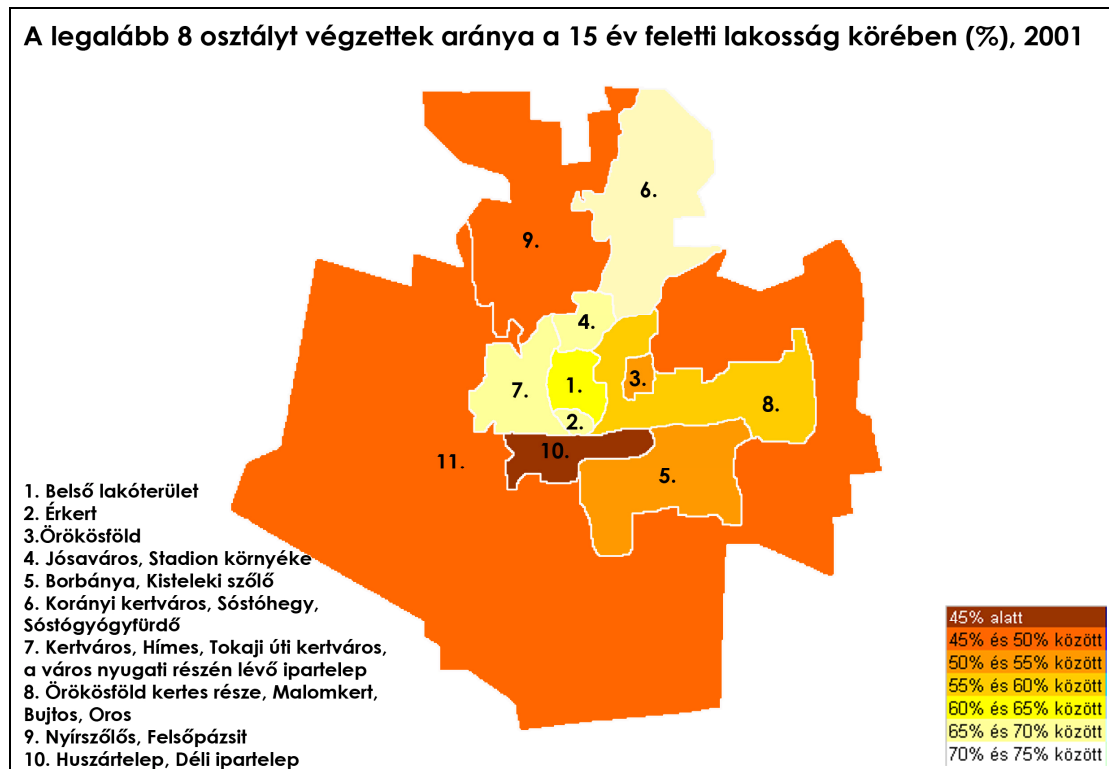 A legalább 8 osztályt végzettek aránya a 15 év feletti lakosság körében (%), 2001
6.
9.
4.
3.
1.
7.
8.
2.
10.
11.
5.
1. Belső lakóterület
2. Érkert
3.Örökösföld
4. Jósaváros, Stadion környéke
5. Borbánya, Kisteleki szőlő
6. Korányi kertváros, Sóstóhegy,
Sóstógyógyfürdő
7. Kertváros, Hímes, Tokaji úti kertváros,
a város nyugati részén lévő ipartelep
8. Örökösföld kertes része, Malomkert,
Bujtos, Oros
9. Nyírszőlős, Felsőpázsit
10. Huszártelep, Déli ipartelep
45% alatt
45% és 50% között
50% és 55% között
55% és 60% között
60% és 65% között
65% és 70% között
70% és 75% között